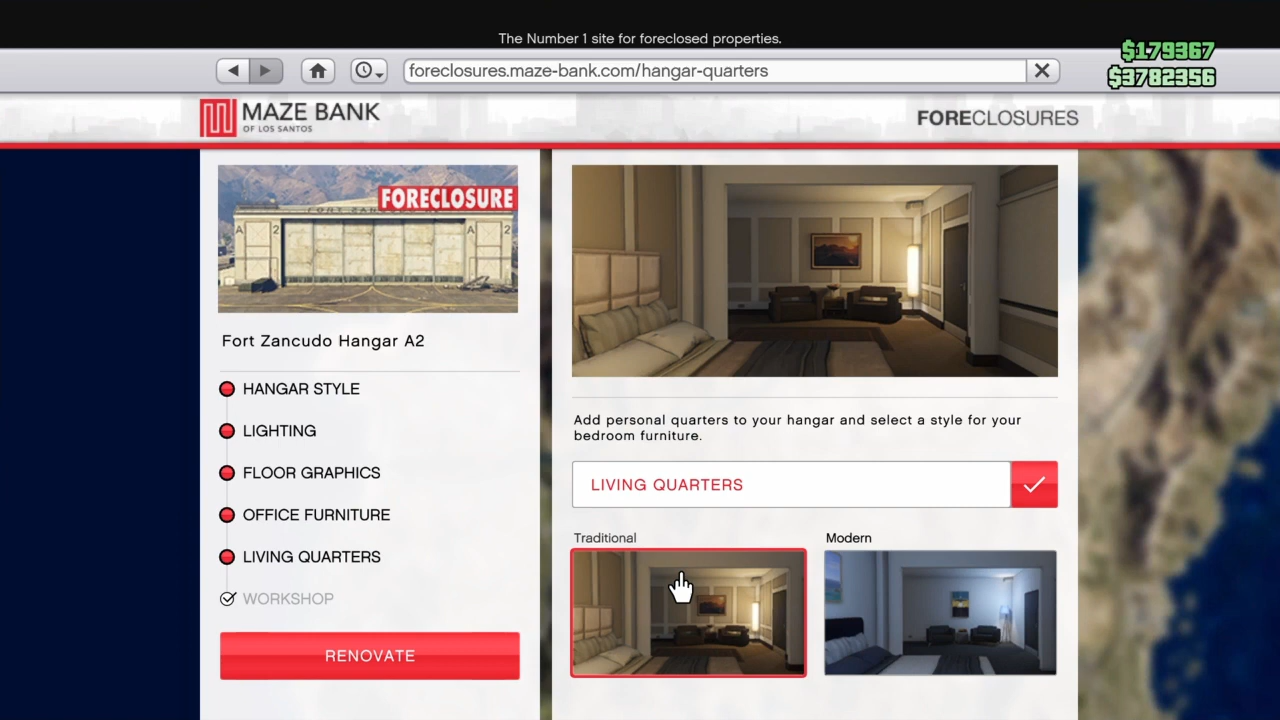 The Number 1 site for foreclosed properties.
$179367
$3782356
foreclosures.maze-bank.com/hangar-quarters
MAZE BANK
OF LOS SANTOS
FORECLOSURES
FORECLOSURE
A 2
A 2
Fort Zancudo Hangar A2
HANGAR STYLE
LIGHTING
FLOOR GRAPHICS
OFFICE FURNITURE
LIVING QUARTERS
WORKSHOP
RENOVATE
Add personal quarters to your hangar and select a style for your
bedroom furniture.
LIVING QUARTERS
Traditional
Modern